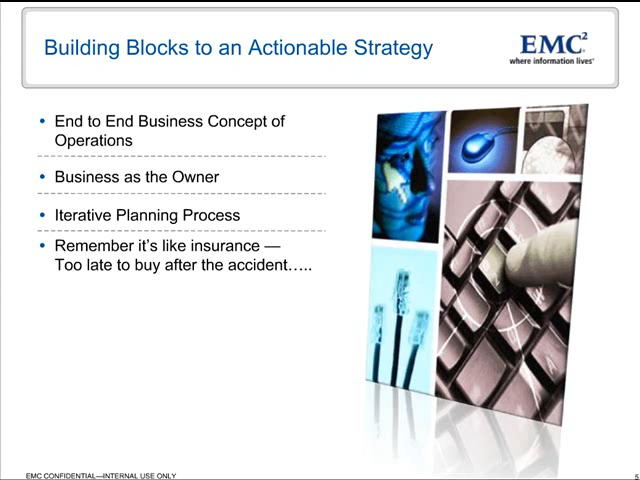 Building Blocks to an Actionable Strategy
EMC²
where information lives®
• End to End Business Concept of
Operations
• Business as the Owner
• Iterative Planning Process
• Remember it’s like insurance —
Too late to buy after the accident…..
EMC CONFIDENTIAL—INTERNAL USE ONLY
5